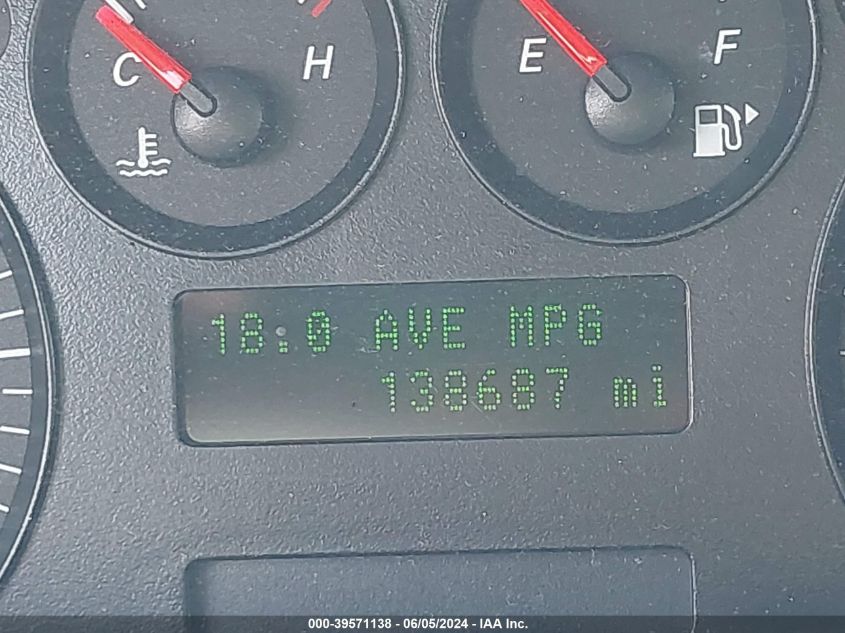 C H
E F
18.0 AVE MPG
138687 mi
000-39571138 - 06/05/2024 - IAA Inc.